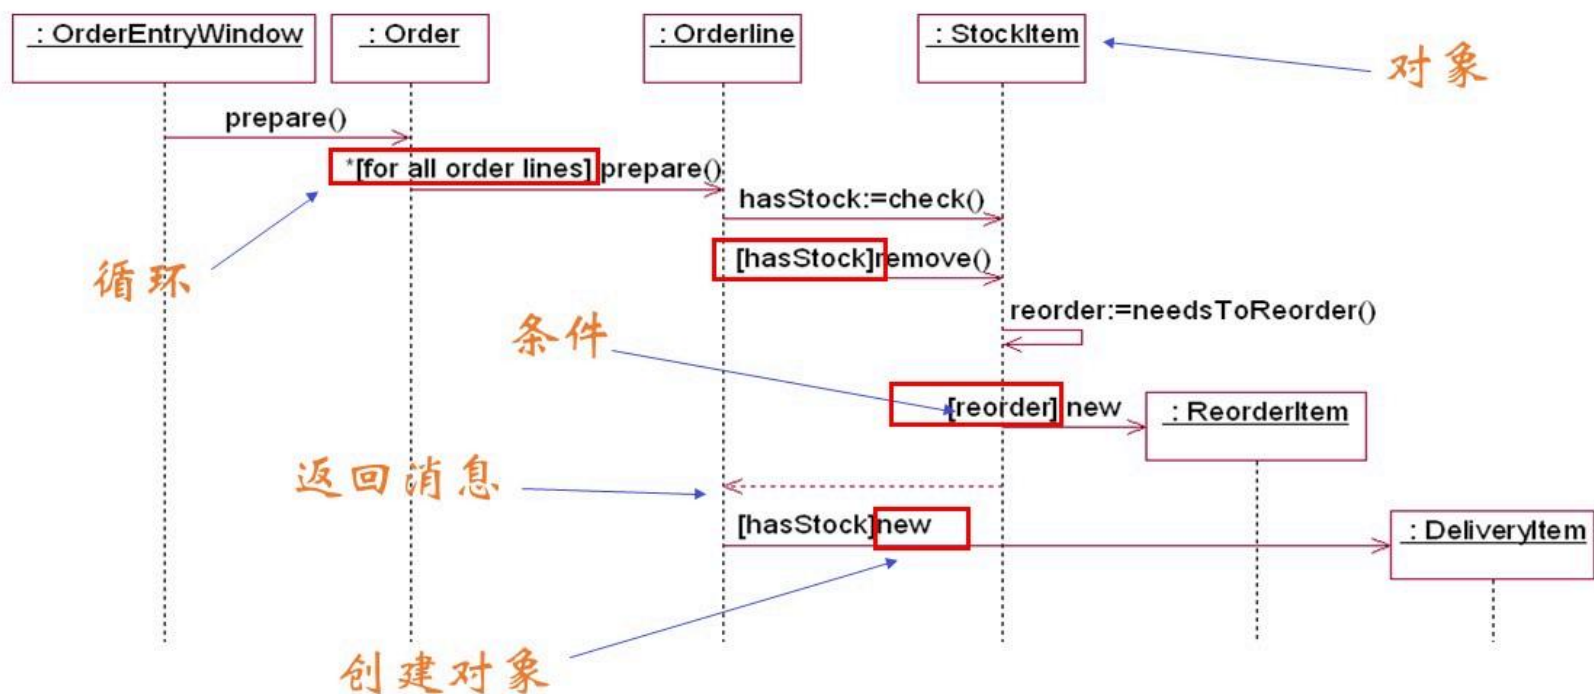 : OrderEntryWindow
: Order
: Orderline
: StockItem
对象
prepare()
*[for all order lines] prepare()
hasStock:=check()
循环
[hasStock]remove()
reorder:=needsToReorder()
条件
[reorder] new
: ReorderItem
返回消息
[hasStock]new
: DeliveryItem
创建对象